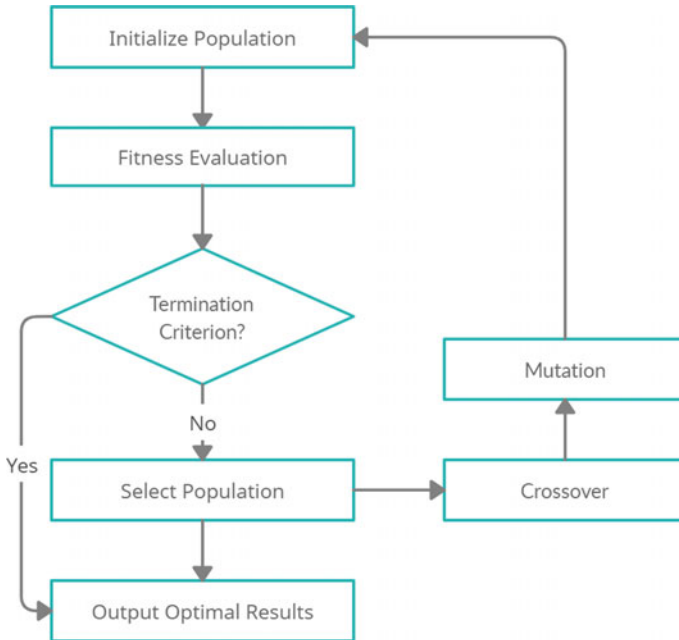 Initialize Population
Fitness Evaluation
Termination
Criterion?
Mutation
No
Yes
Select Population
Crossover
Output Optimal Results